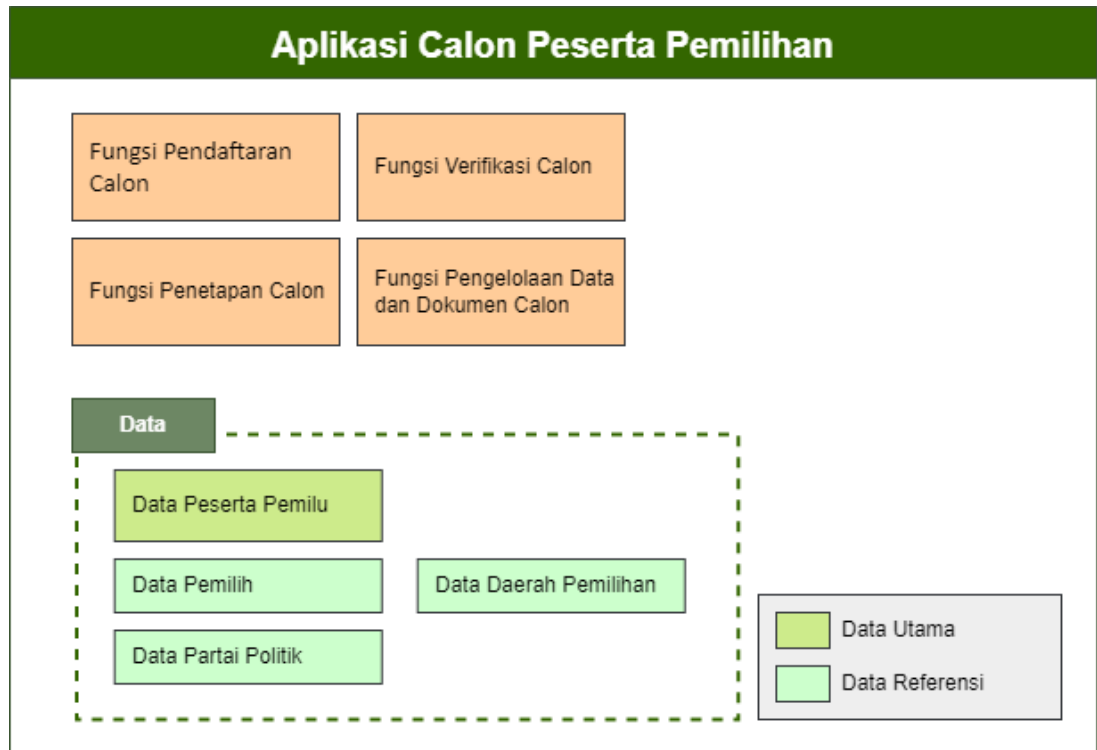 Aplikasi Calon Peserta Pemilihan
Fungsi Pendaftaran
Calon
Fungsi Verifikasi Calon
Fungsi Penetapan Calon
Fungsi Pengelolaan Data
dan Dokumen Calon
Data
Data Peserta Pemilu
Data Pemilih
Data Daerah Pemilihan
Data Partai Politik
Data Utama
Data Referensi